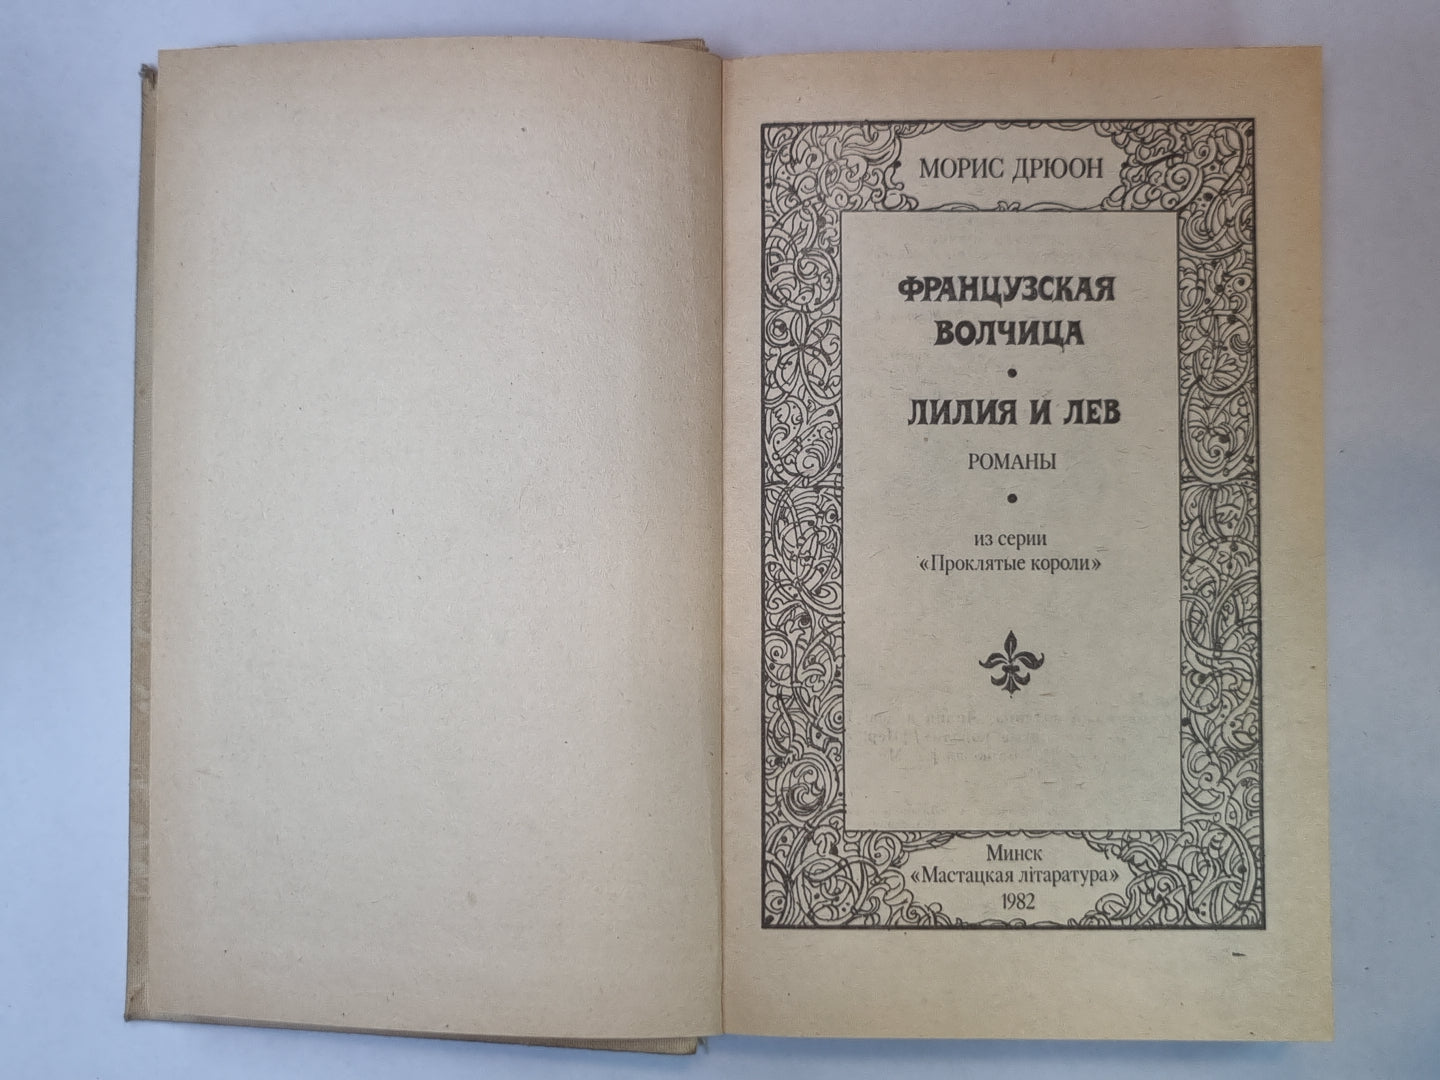 МОРИС ДРЮОН
ФРАНЦУЗСКАЯ
ВОЛЧИЦА
•
ЛИЛИЯ И ЛЕВ
РОМАНЫ
•
из серии
«Проклятые короли»
Минск
«Мастацкая літаратура»
1982